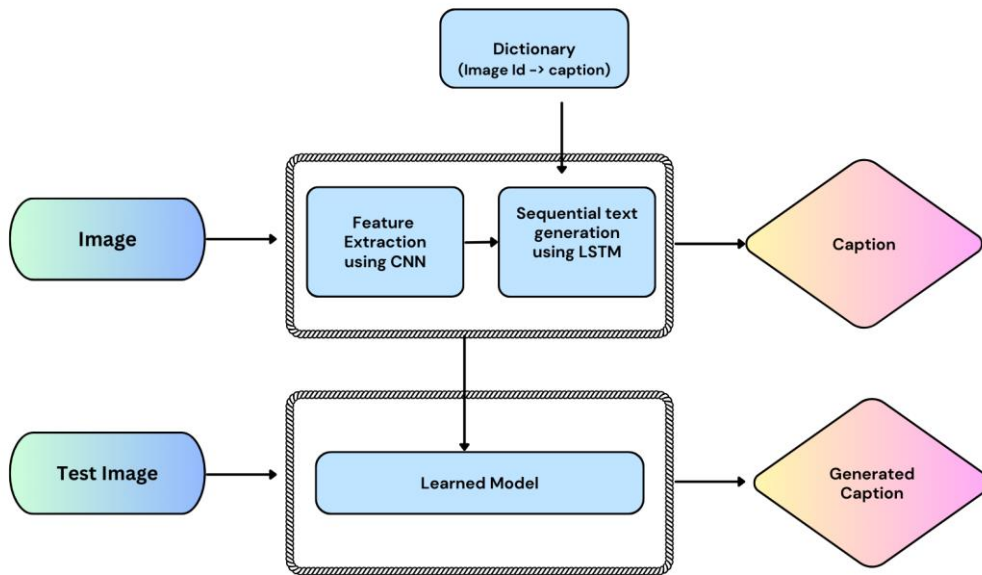 Dictionary
(Image Id -> caption)
Image
Feature
Extraction
using CNN
Sequential text
generation
using LSTM
Caption
Test Image
Learned Model
Generated
Caption